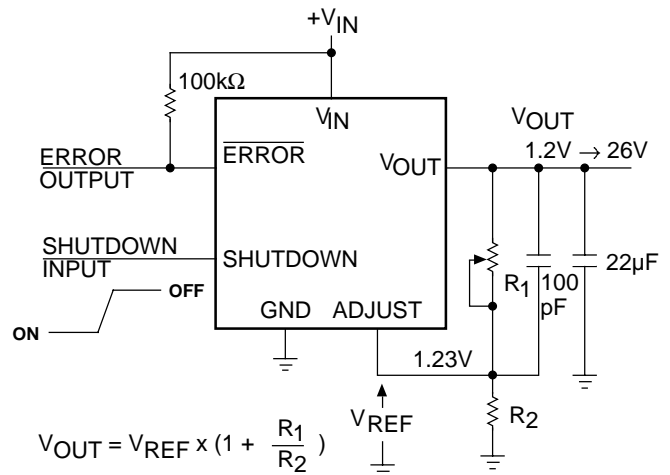 +VIN
100kΩ
VIN
ERROR
OUTPUT
ERROR
VOUT
VOUT
1.2V → 26V
SHUTDOWN
INPUT
SHUTDOWN
OFF
ON
GND
ADJUST
R1
100
pF
22µF
1.23V
VREF
R2
VOUT = VREF x (1 + R1
R2 )